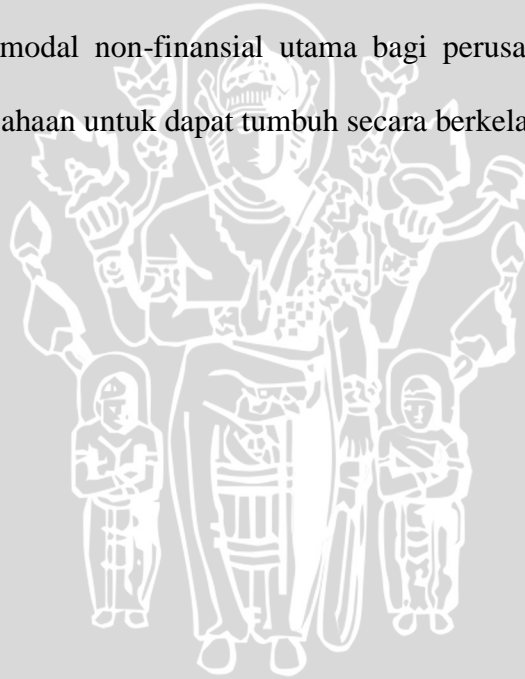 modal non-finansial utama bagi perusa
ahaan untuk dapat tumbuh secara berkela